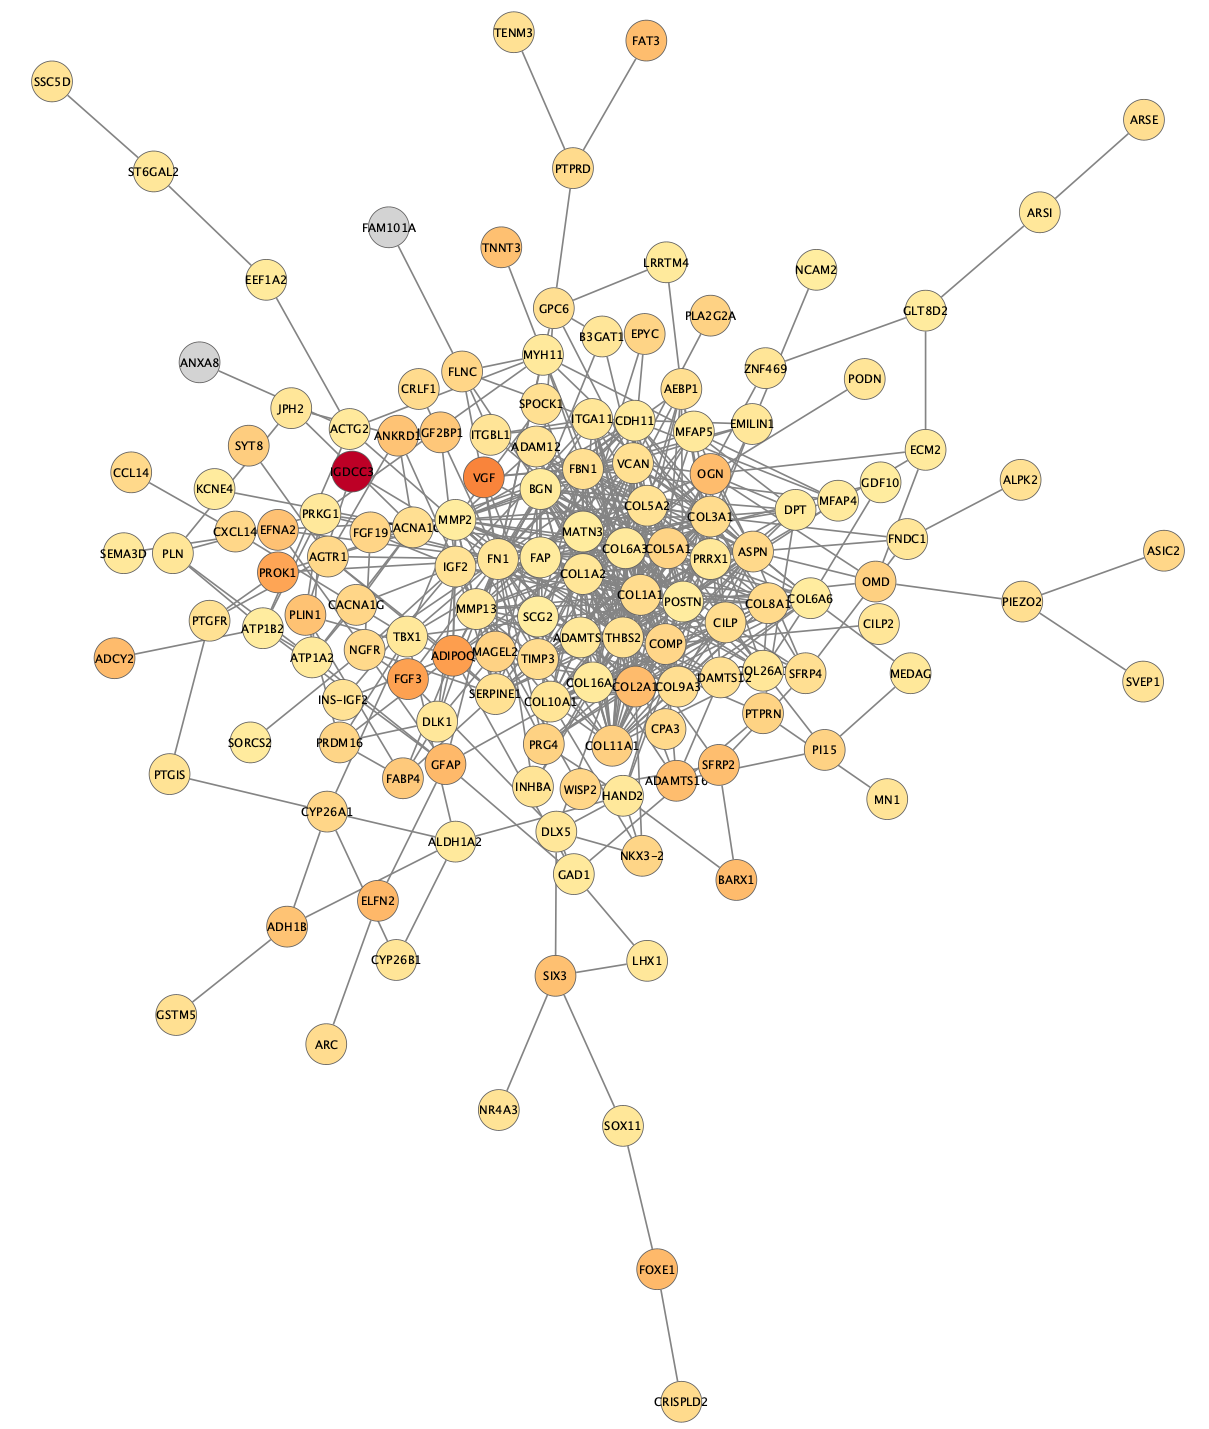 TENM3
FAT3
SSC5D
ARSE
PTPRD
ST6GAL2
ARSI
FAM101A
TNNT3
LRRTM4
NCAM2
EEF1A2
GPC6
PLA2G2A
GLT8D2
B3GAT1
EPYC
MYH11
ANXA8
ZNF469
FLNC
PODN
CRLF1
AEBP1
SPOCK1
JPH2
ITGA11
CDH11
EMILIN1
ACTG2
ANKRD1
IGF2BP1
ITGBL1
MFAP5
SYT8
ADAM12
ECM2
VCAN
FBN1
CCL14
IGDCC3
VGF
OGN
ALPK2
GDF10
KCNE4
BGN
MFAP4
COL5A2
DPT
PRKG1
COL3A1
MMP2
ACNA1C
CXCL14
EFNA2
FGF19
MATN3
FNDC1
SEMA3D
PLN
AGTR1
FN1
FAP
COL6A3
COL5A1
PRRX1
ASPN
ASIC2
PROK1
IGF2
COL1A2
OMD
COL1A1
POSTN
COL8A1
COL6A6
PIEZO2
PLIN1
CACNA1G
MMP13
SCG2
PTGFR
ATP1B2
TBX1
ADAMTS
THBS2
COMP
CILP
CILP2
ADCY2
ATP1A2
NGFR
ADIPOQ
MAGEL2
TIMP3
FGF3
COL16A
COL2A1
COL9A3
DAMTS12
COL26A1
SFRP4
MEDAG
SVEP1
INS-IGF2
SERPINE1
COL10A1
DLK1
PTPRN
SORCS2
PRDM16
CPA3
PRG4
COL11A1
PI15
PTGIS
FABP4
GFAP
SFRP2
INHBA
WISP2
HAND2
ADAMTS16
MN1
CYP26A1
DLX5
ALDH1A2
NKX3-2
GAD1
BARX1
ELFN2
ADH1B
CYP26B1
LHX1
SIX3
GSTM5
ARC
NR4A3
SOX11
FOXE1
CRISPLD2